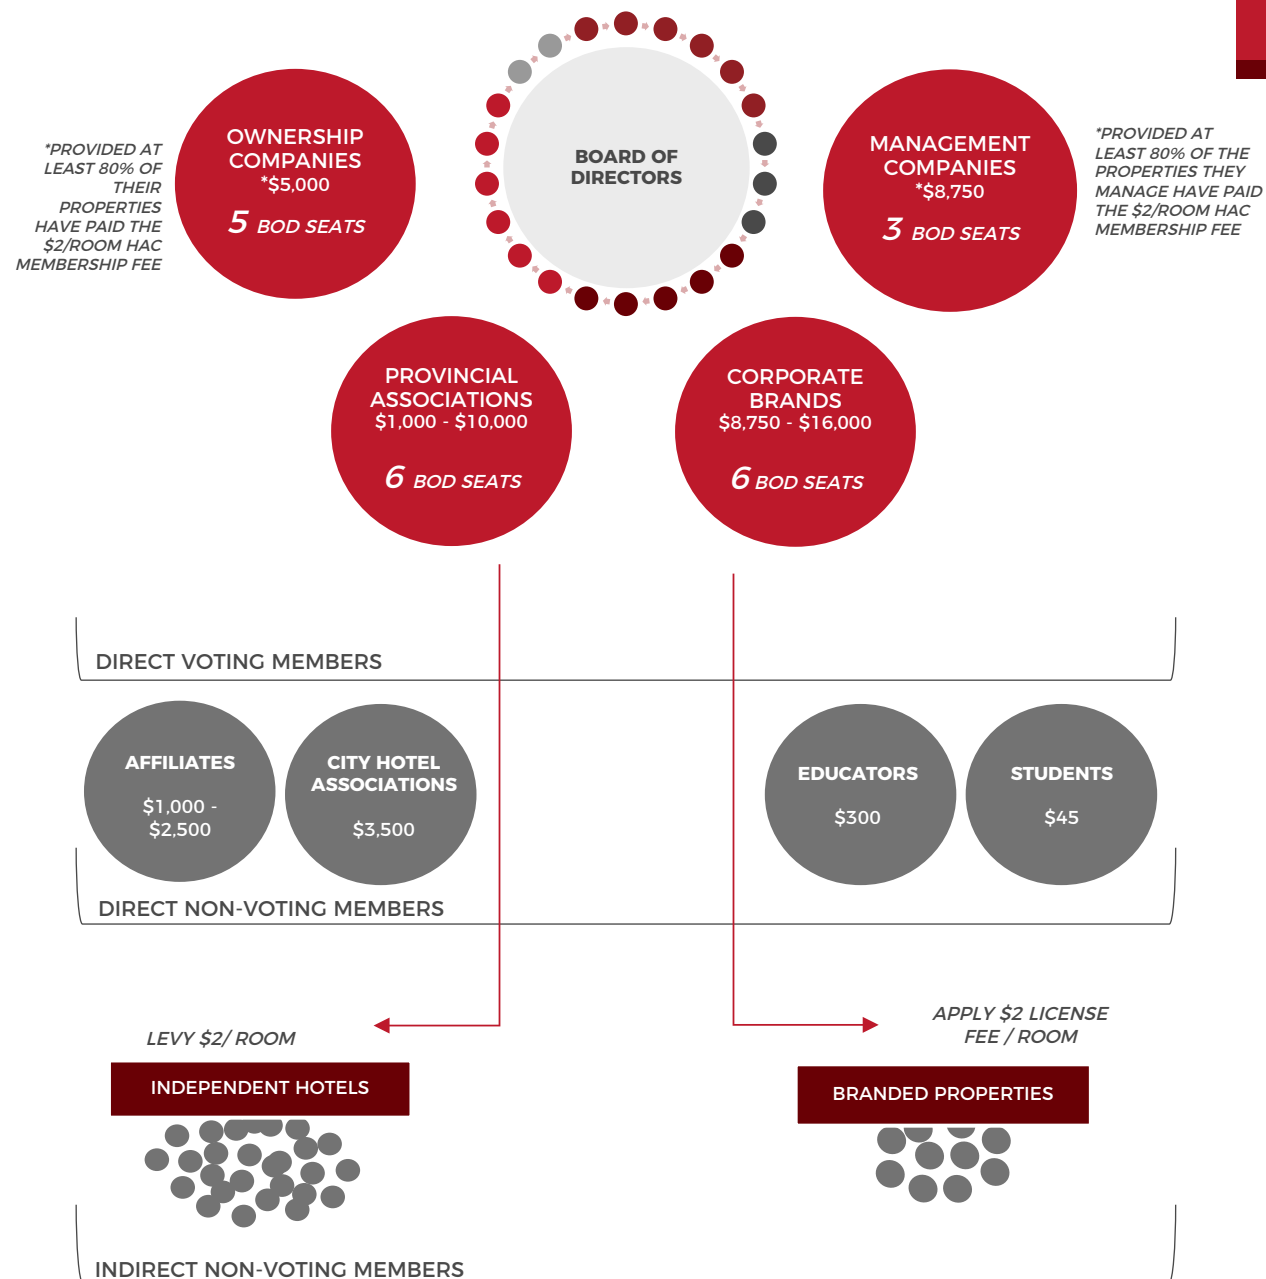 *PROVIDED AT
LEAST 80% OF
THEIR
PROPERTIES
HAVE PAID THE
$2/ROOM HAC
MEMBERSHIP FEE
OWNERSHIP
COMPANIES
*$5,000
5 BOD SEATS
BOARD OF
DIRECTORS
MANAGEMENT
COMPANIES
*$8,750
3 BOD SEATS
*PROVIDED AT
LEAST 80% OF THE
PROPERTIES THEY
MANAGE HAVE PAID
THE $2/ROOM HAC
MEMBERSHIP FEE
PROVINCIAL
ASSOCIATIONS
$1,000 - $10,000
6 BOD SEATS
CORPORATE
BRANDS
$8,750 - $16,000
6 BOD SEATS
DIRECT VOTING MEMBERS
AFFILIATES
$1,000 -
$2,500
CITY HOTEL
ASSOCIATIONS
$3,500
EDUCATORS
$300
STUDENTS
$45
DIRECT NON-VOTING MEMBERS
LEVY $2/ ROOM
INDEPENDENT HOTELS
APPLY $2 LICENSE
FEE / ROOM
BRANDED PROPERTIES
INDIRECT NON-VOTING MEMBERS